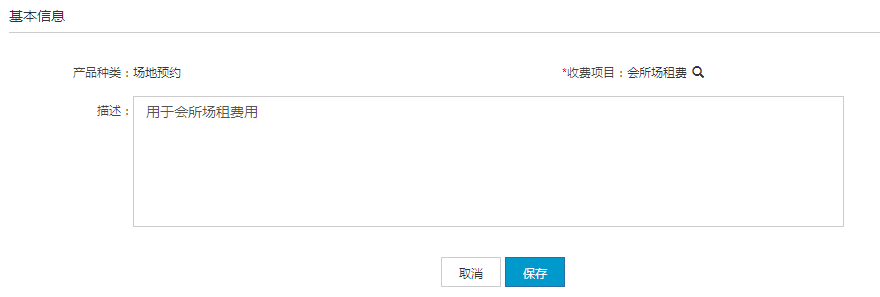 基本信息
产品种类：场地预约
*收费项目：会所场租费
描述：
用于会所场租费用
取消
保存